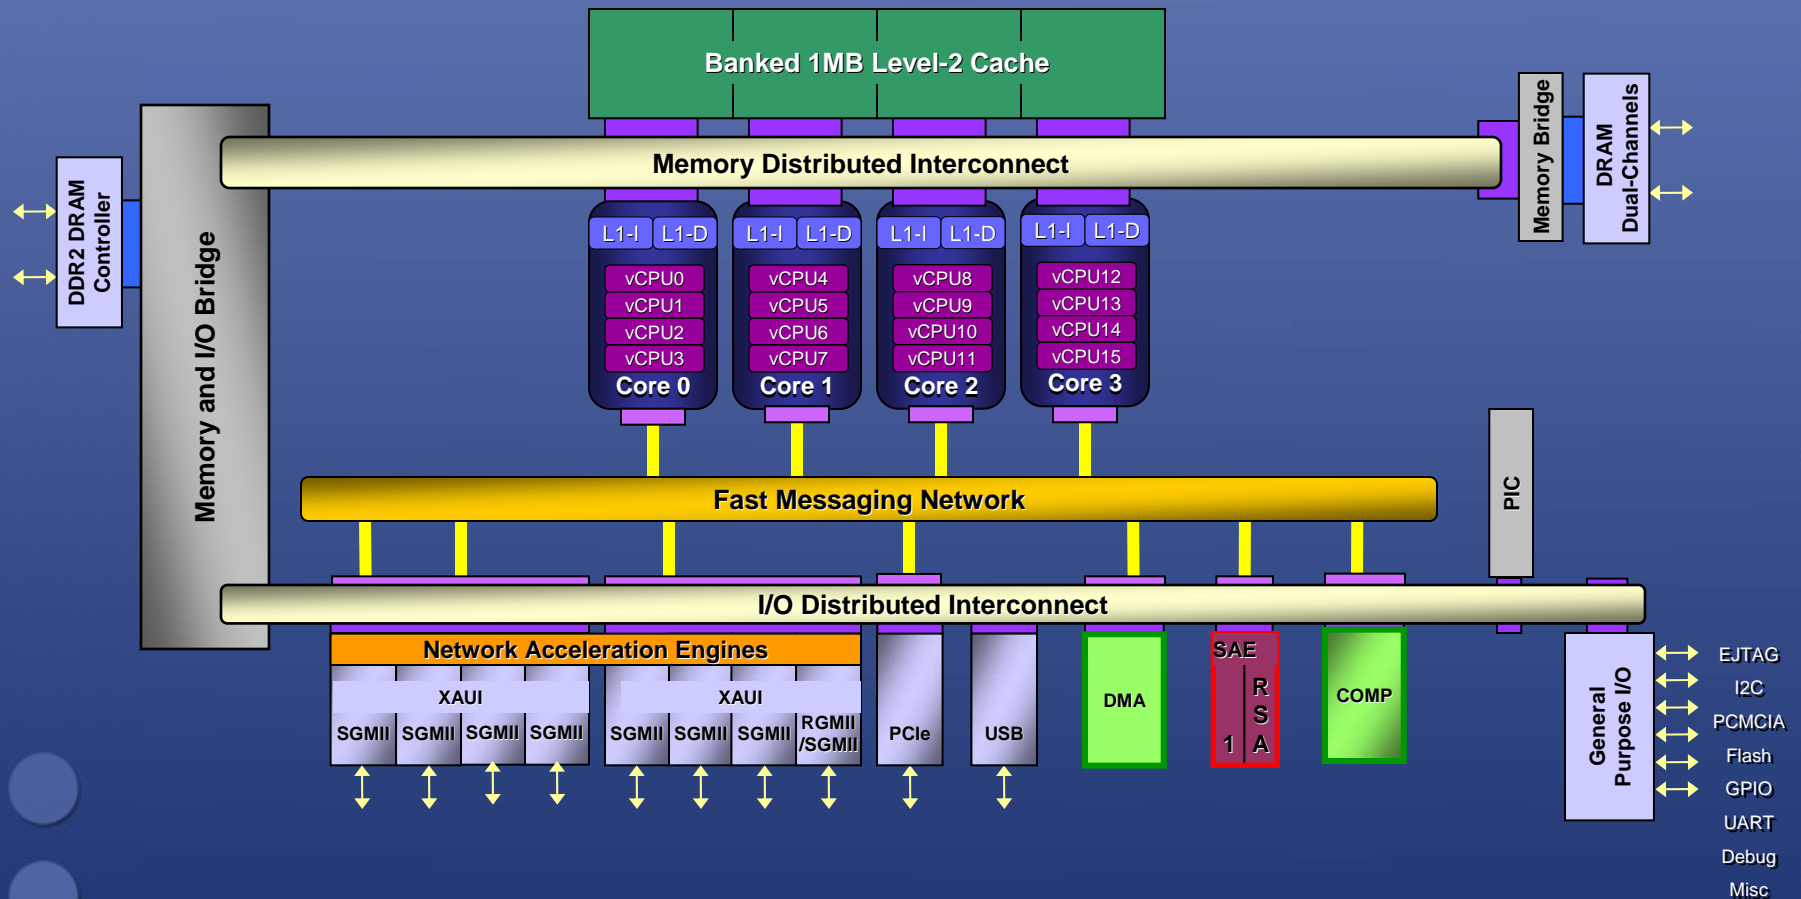 Banked 1MB Level-2 Cache
Memory Distributed Interconnect
Memory Bridge
DRAM
Dual-Channels
DDR2 DRAM
Controller
Memory and I/O Bridge
L1-I L1-D
L1-I L1-D
L1-I L1-D
L1-I L1-D
vCPU0
vCPU1
vCPU2
vCPU3
Core 0
vCPU4
vCPU5
vCPU6
vCPU7
Core 1
vCPU8
vCPU9
vCPU10
vCPU11
Core 2
vCPU12
vCPU13
vCPU14
vCPU15
Core 3
Fast Messaging Network
PIC
I/O Distributed Interconnect
Network Acceleration Engines
XAUI
SGMII SGMII SGMII SGMII
XAUI
SGMII SGMII SGMII
RGMII
/SGMII
PCIe
USB
DMA
SAE
1
R
S
A
COMP
General
Purpose I/O
EJTAG
I2C
PCMCIA
Flash
GPIO
UART
Debug
Misc